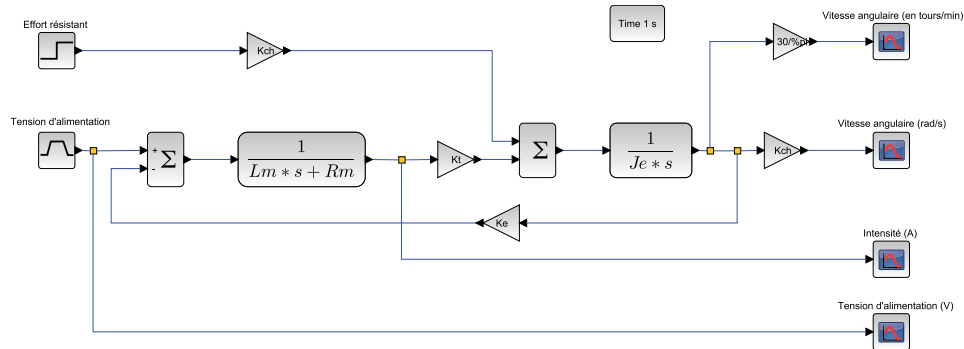 Effort résistant
Time 1 s
Vitesse angulaire (en tours/min)
Kch
30/%pi
Tension d'alimentation
Vitesse angulaire (rad/s)
+
-
Σ
1
Lm * s + Rm
Kt
Σ
1
Je * s
Kch
Ke
Intensité (A)
Tension d'alimentation (V)